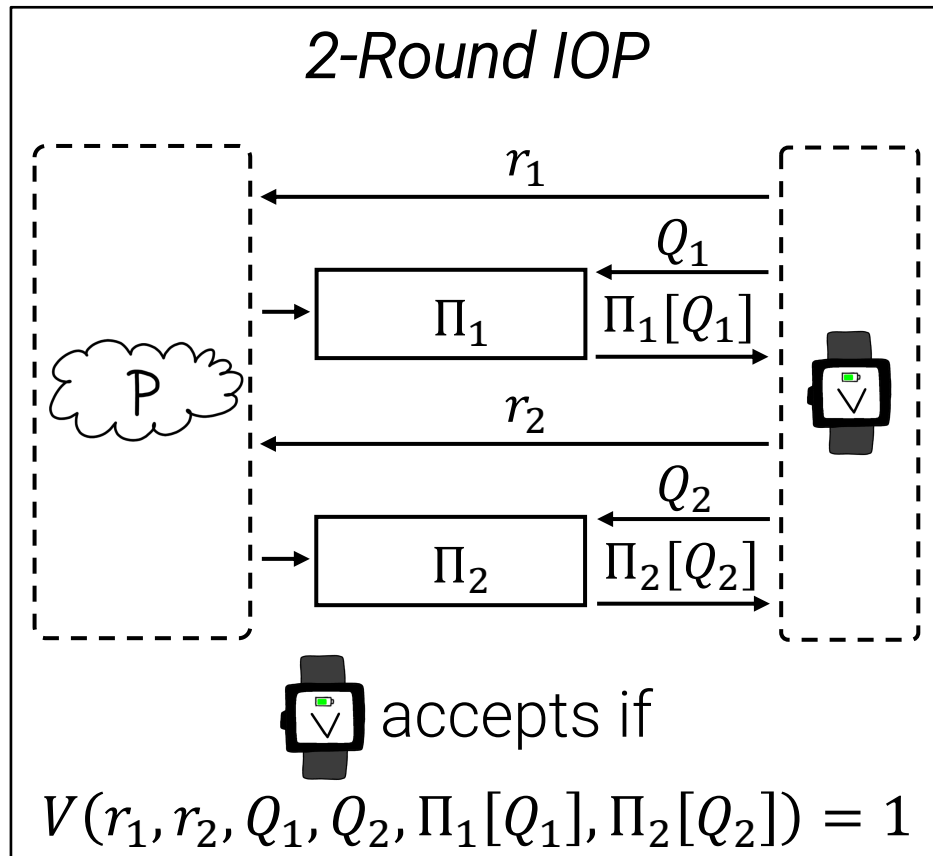 2-Round IOP
r₁
Q₁
Π₁
Π₁[Q₁]
P
V
r₂
Q₂
Π₂
Π₂[Q₂]
V accepts if
V(r₁, r₂, Q₁, Q₂, Π₁[Q₁], Π₂[Q₂]) = 1